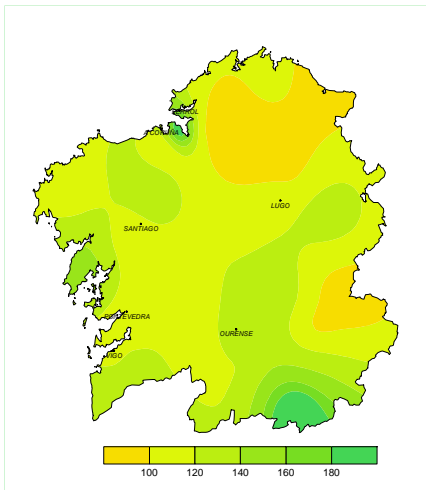 FERROL
A CORUÑA
LUGO
SANTIAGO
PONTEVEDRA
OURENSE
VIGO
100 120 140 160 180